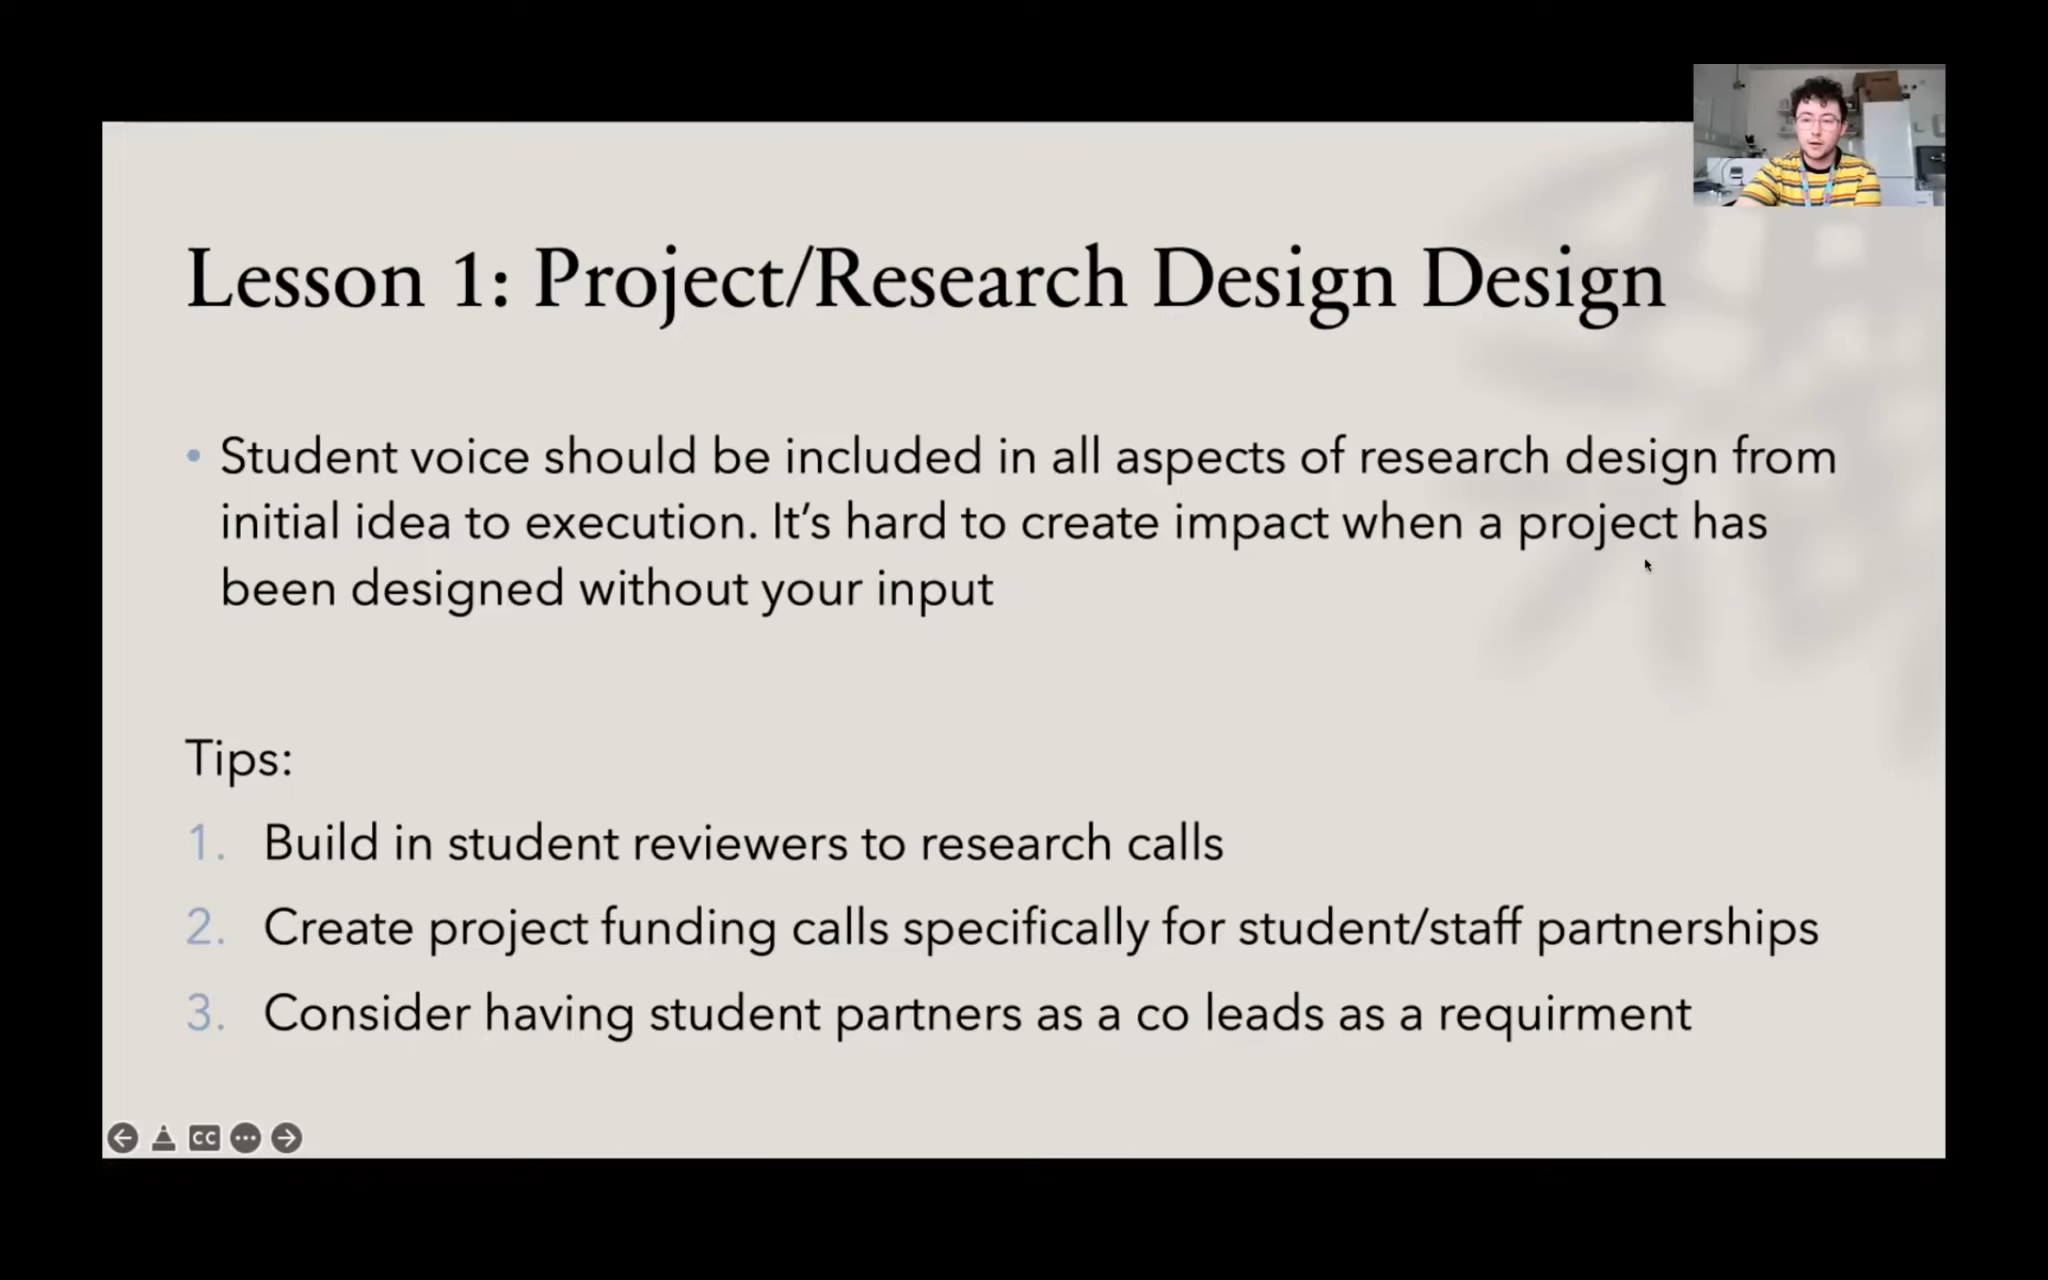 Lesson 1: Project/Research Design Design
• Student voice should be included in all aspects of research design from
initial idea to execution. It’s hard to create impact when a project has
been designed without your input
Tips:
1. Build in student reviewers to research calls
2. Create project funding calls specifically for student/staff partnerships
3. Consider having student partners as a co leads as a requirment
CC